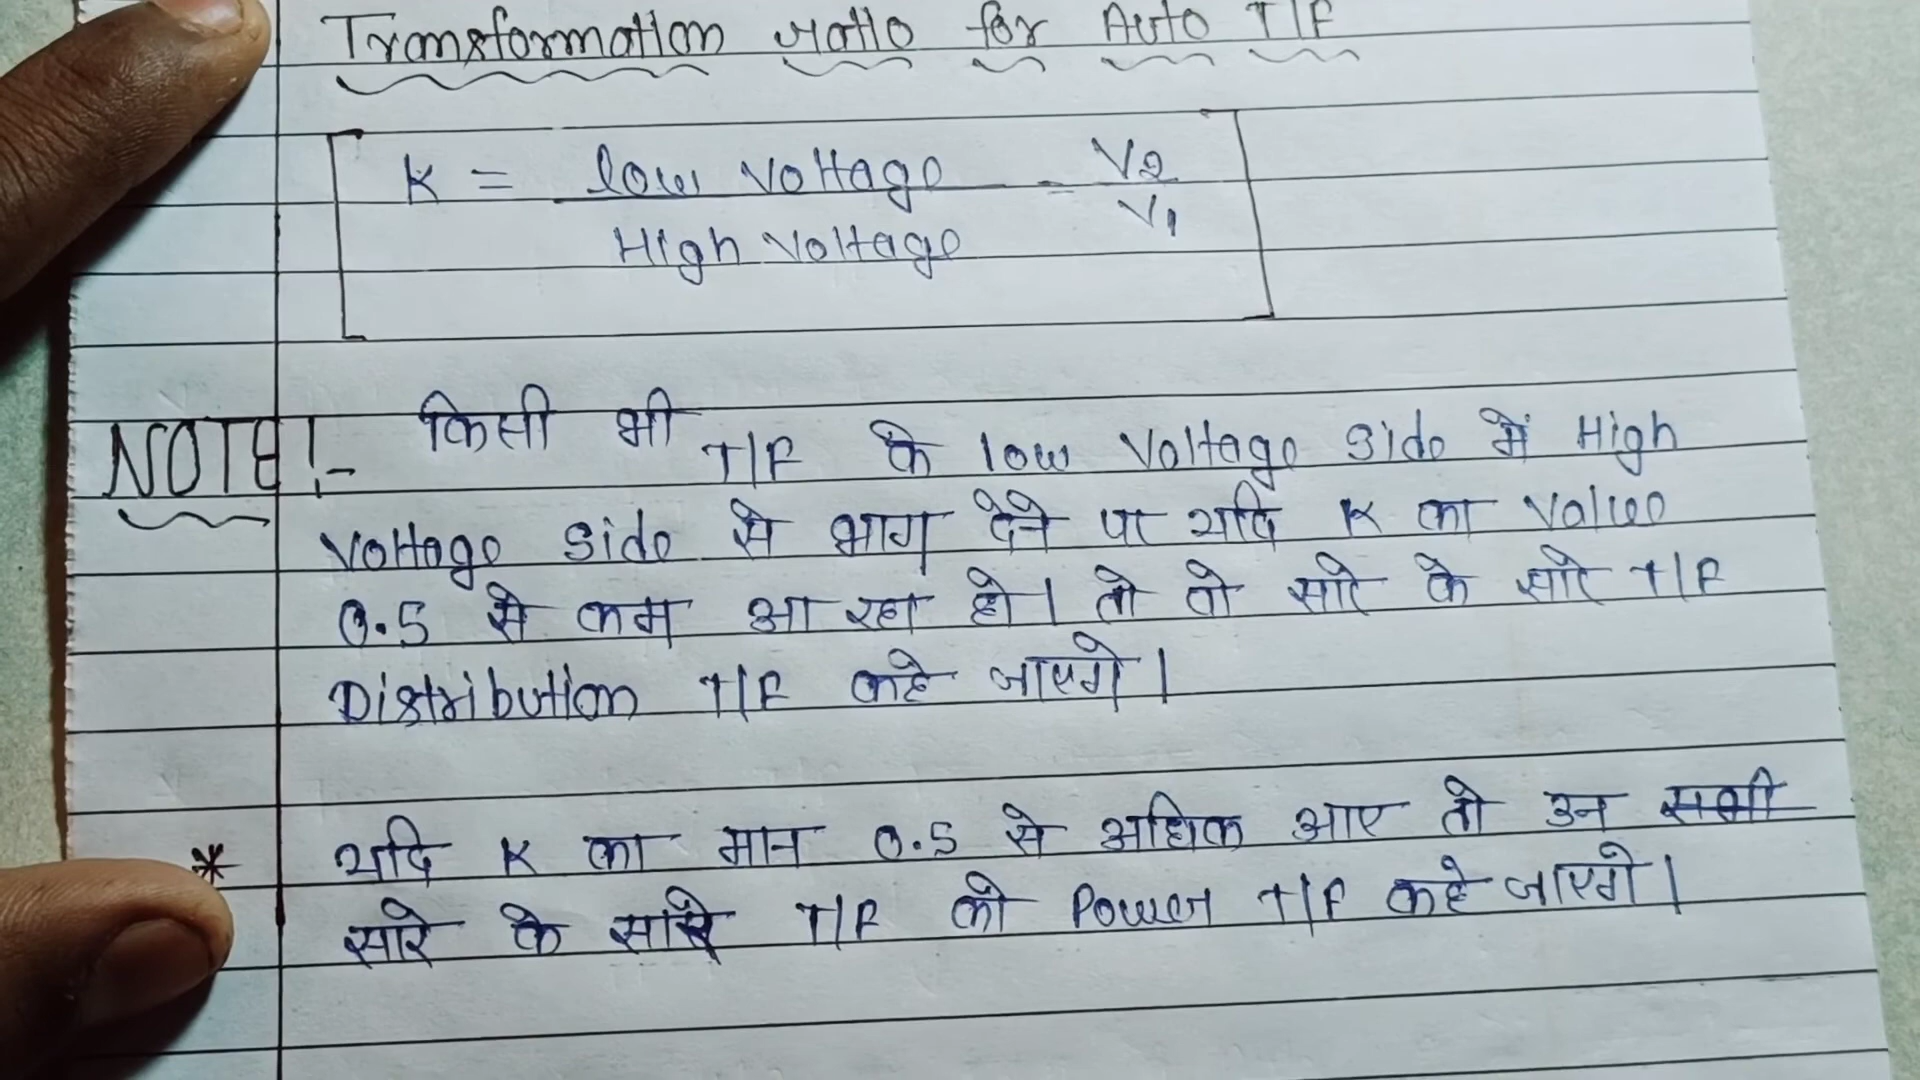 Transformation ratio for Auto T/F
K = low voltage / High voltage = V2 / V1
NOTE!- किसी भी T/F के low voltage side में High
voltage side से भाग देने पर यदि K का value
0.5 से कम आ रहा हो। तो वो सारे के सारे T/F
Distribution T/F कहे जाएगे।
* यदि K का मान 0.5 से अधिक आए तो उन सभी
सारे के सारे T/F को Power T/F कहे जाएगे।